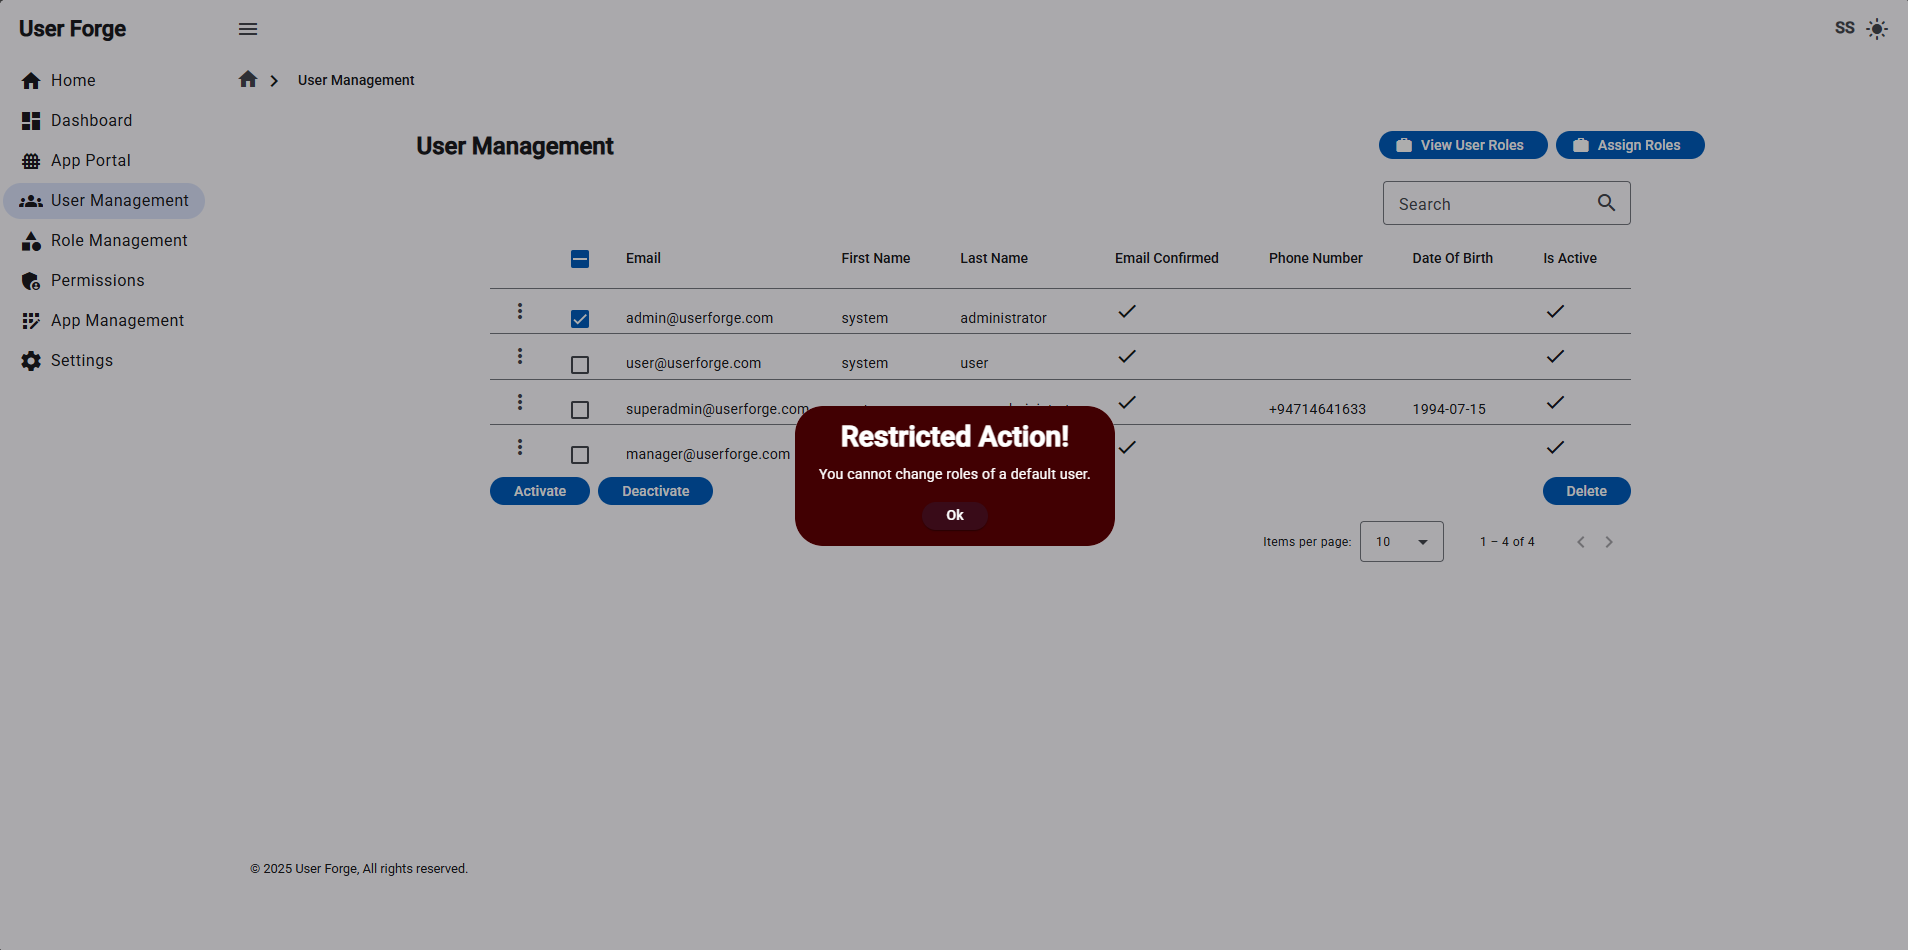 User Forge
SS
Home
Dashboard
App Portal
User Management
Role Management
Permissions
App Management
Settings
User Management
User Management
View User Roles
Assign Roles
Search
Email First Name Last Name Email Confirmed Phone Number Date Of Birth Is Active
admin@userforge.com system administrator
user@userforge.com system user
superadmin@userforge.com +94714641633 1994-07-15
manager@userforge.com
Restricted Action!
You cannot change roles of a default user.
Ok
Activate Deactivate Delete
Items per page: 10 1 – 4 of 4
© 2025 User Forge, All rights reserved.